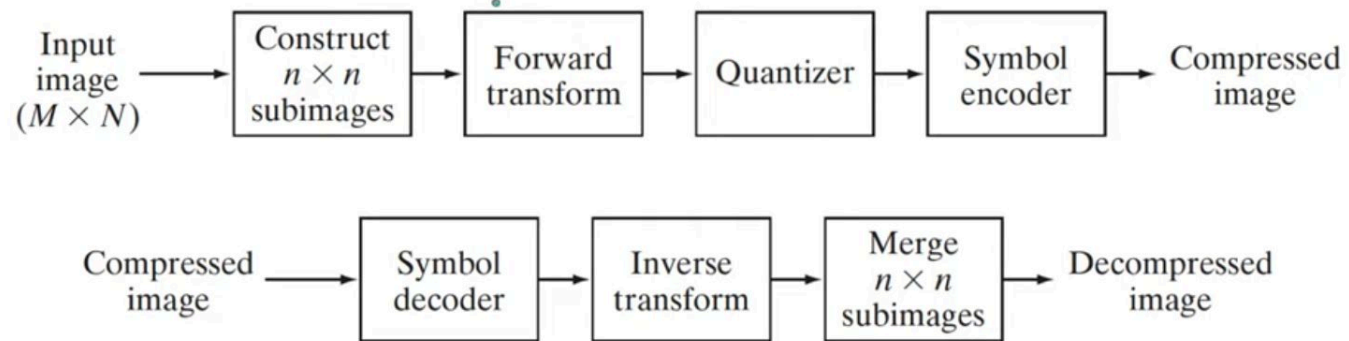 Input
image
(M × N)
Construct
n × n
subimages
Forward
transform
Quantizer
Symbol
encoder
Compressed
image
Compressed
image
Symbol
decoder
Inverse
transform
Merge
n × n
subimages
Decompressed
image